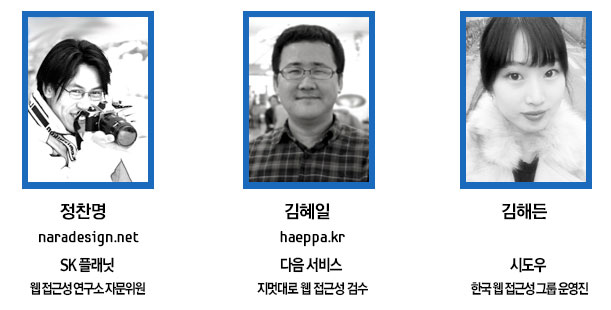 정찬명
naradesign.net
SK 플래닛
웹 접근성 연구소 자문위원
김혜일
haeppa.kr
다음 서비스
지멋대로 웹 접근성 검수
김해든
시도우
한국 웹 접근성 그룹 운영진